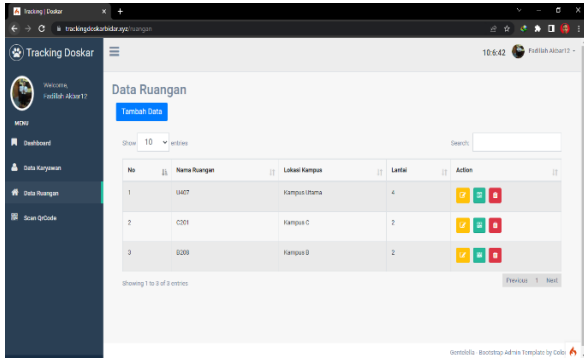 Tracking | Doskar
trackingdoskarbidar.xyz/ruangan
Tracking Doskar
10:6:42
Fadillah Akbar12
Welcome,
Fadillah Akbar12
MENU
Dashboard
Data Karyawan
Data Ruangan
Scan QrCode
Data Ruangan
Tambah Data
Show 10 entries
Search:
No Nama Ruangan Lokasi Kampus Lantai Action
1 U407 Kampus Utama 4
2 C201 Kampus C 2
3 B208 Kampus B 2
Showing 1 to 3 of 3 entries
Previous 1 Next
Gentelella - Bootstrap Admin Template by Colorl